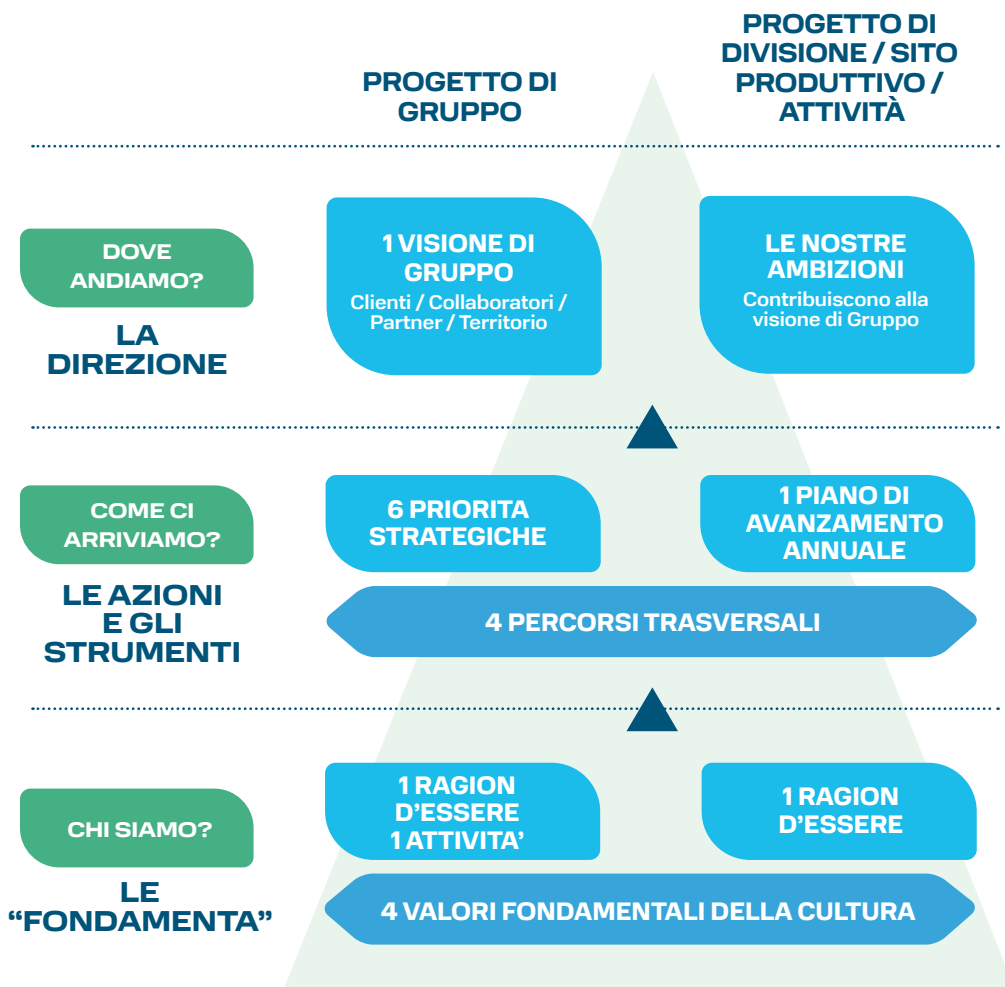 PROGETTO DI
GRUPPO
PROGETTO DI
DIVISIONE / SITO
PRODUTTIVO /
ATTIVITÀ
DOVE
ANDIAMO?
LA
DIREZIONE
1 VISIONE DI
GRUPPO
Clienti / Collaboratori /
Partner / Territorio
LE NOSTRE
AMBIZIONI
Contribuiscono alla
visione di Gruppo
COME CI
ARRIVIAMO?
LE AZIONI
E GLI
STRUMENTI
6 PRIORITA
STRATEGICHE
1 PIANO DI
AVANZAMENTO
ANNUALE
4 PERCORSI TRASVERSALI
CHI SIAMO?
LE
“FONDAMENTA”
1 RAGION
D’ESSERE
1 ATTIVITA’
1 RAGION
D’ESSERE
4 VALORI FONDAMENTALI DELLA CULTURA